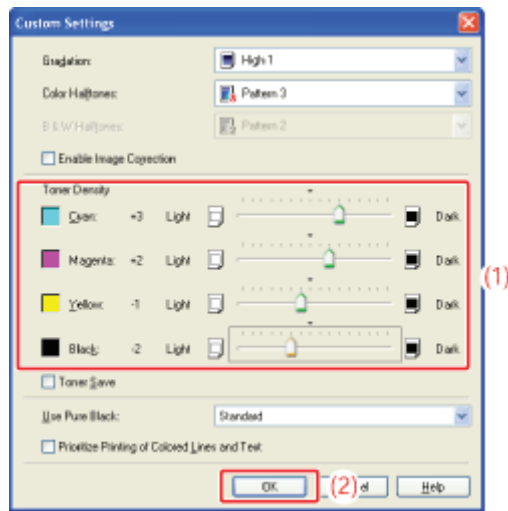 Custom Settings
Gradation: High 1
Color Halftones: Pattern 3
B & W Halftones: Pattern 2
Enable Image Correction
Toner Density
Cyan: +3 Light Dark
Magenta: +2 Light Dark
(1)
Yellow: -1 Light Dark
Black: -2 Light Dark
Toner Save
Use Pure Black: Standard
Prioritize Printing of Colored Lines and Text
OK (2) el Help